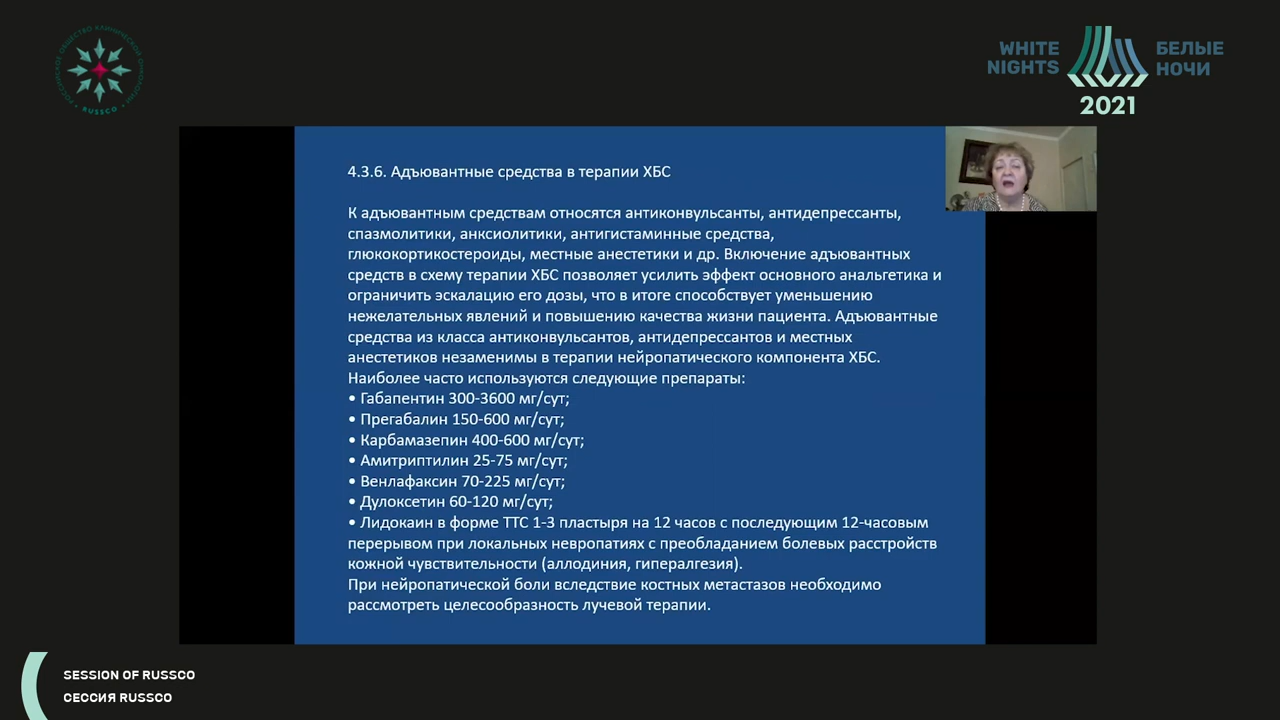 РОССИЙСКОЕ ОБЩЕСТВО КЛИНИЧЕСКОЙ ОНКОЛОГИИ
RUSSCO
WHITE
NIGHTS
БЕЛЫЕ
НОЧИ
2021
4.3.6. Адъювантные средства в терапии ХБС
К адъювантным средствам относятся антиконвульсанты, антидепрессанты,
спазмолитики, анксиолитики, антигистаминные средства,
глюкокортикостероиды, местные анестетики и др. Включение адъювантных
средств в схему терапии ХБС позволяет усилить эффект основного анальгетика и
ограничить эскалацию его дозы, что в итоге способствует уменьшению
нежелательных явлений и повышению качества жизни пациента. Адъювантные
средства из класса антиконвульсантов, антидепрессантов и местных
анестетиков незаменимы в терапии нейропатического компонента ХБС.
Наиболее часто используются следующие препараты:
• Габапентин 300-3600 мг/сут;
• Прегабалин 150-600 мг/сут;
• Карбамазепин 400-600 мг/сут;
• Амитриптилин 25-75 мг/сут;
• Венлафаксин 70-225 мг/сут;
• Дулоксетин 60-120 мг/сут;
• Лидокаин в форме ТТС 1-3 пластыря на 12 часов с последующим 12-часовым
перерывом при локальных невропатиях с преобладанием болевых расстройств
кожной чувствительности (аллодиния, гипералгезия).
При нейропатической боли вследствие костных метастазов необходимо
рассмотреть целесообразность лучевой терапии.
SESSION OF RUSSCO
СЕССИЯ RUSSCO